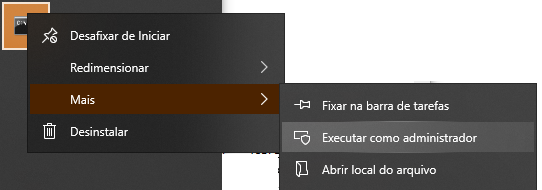 Desafixar de Iniciar
Redimensionar
Mais
Fixar na barra de tarefas
Executar como administrador
Desinstalar
Abrir local do arquivo